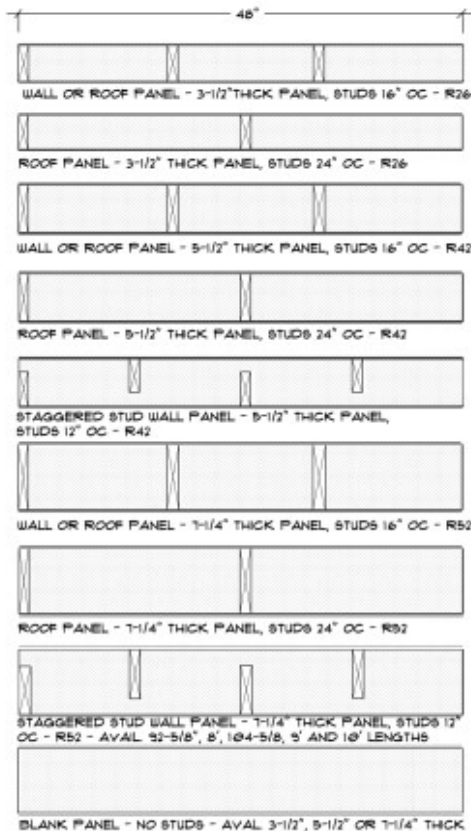 48"
WALL OR ROOF PANEL - 3-1/2" THICK PANEL, STUDS 16" OC - R26
ROOF PANEL - 3-1/2" THICK PANEL, STUDS 24" OC - R26
WALL OR ROOF PANEL - 5-1/2" THICK PANEL, STUDS 16" OC - R42
ROOF PANEL - 5-1/2" THICK PANEL, STUDS 24" OC - R42
STAGGERED STUD WALL PANEL - 5-1/2" THICK PANEL,
STUDS 12" OC - R42
WALL OR ROOF PANEL - 7-1/4" THICK PANEL, STUDS 16" OC - R52
ROOF PANEL - 7-1/4" THICK PANEL, STUDS 24" OC - R52
STAGGERED STUD WALL PANEL - 7-1/4" THICK PANEL, STUDS 12"
OC - R52 - AVAIL 92-5/8", 8', 104-5/8, 9' AND 10' LENGTHS
BLANK PANEL - NO STUDS - AVAL 3-1/2", 5-1/2" OR 7-1/4" THICK